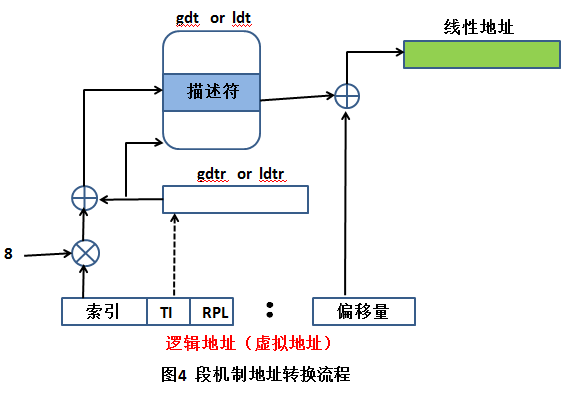 gdt or ldt
线性地址
描述符
gdtr or ldtr
8
索引 TI RPL : 偏移量
逻辑地址（虚拟地址）
图4 段机制地址转换流程